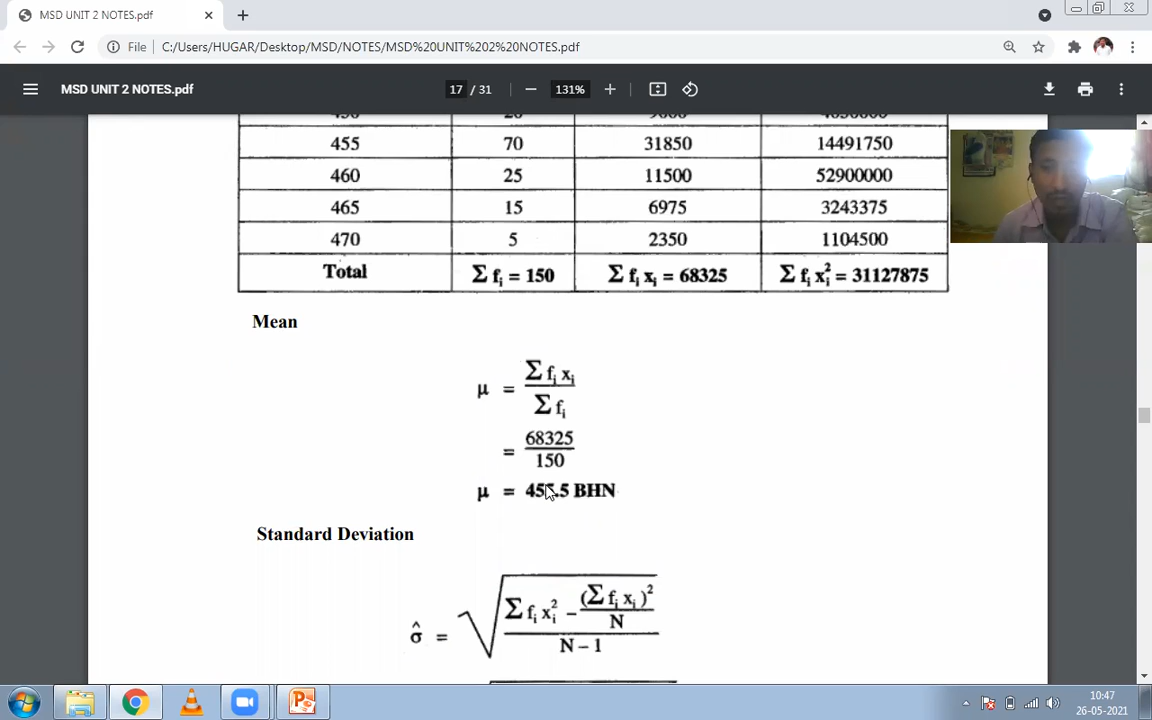 MSD UNIT 2 NOTES.pdf
File C:/Users/HUGAR/Desktop/MSD/NOTES/MSD%20UNIT%202%20NOTES.pdf
MSD UNIT 2 NOTES.pdf 17 / 31 131%
455 70 31850 14491750
460 25 11500 52900000
465 15 6975 3243375
470 5 2350 1104500
Total Σ fᵢ = 150 Σ fᵢ xᵢ = 68325 Σ fᵢ xᵢ² = 31127875
Mean
μ = Σ fᵢ xᵢ / Σ fᵢ
= 68325 / 150
μ = 455.5 BHN
Standard Deviation
σ̂ = √((Σ fᵢ xᵢ² − (Σ fᵢ xᵢ)² / N) / (N − 1))
10:47
26-05-2021